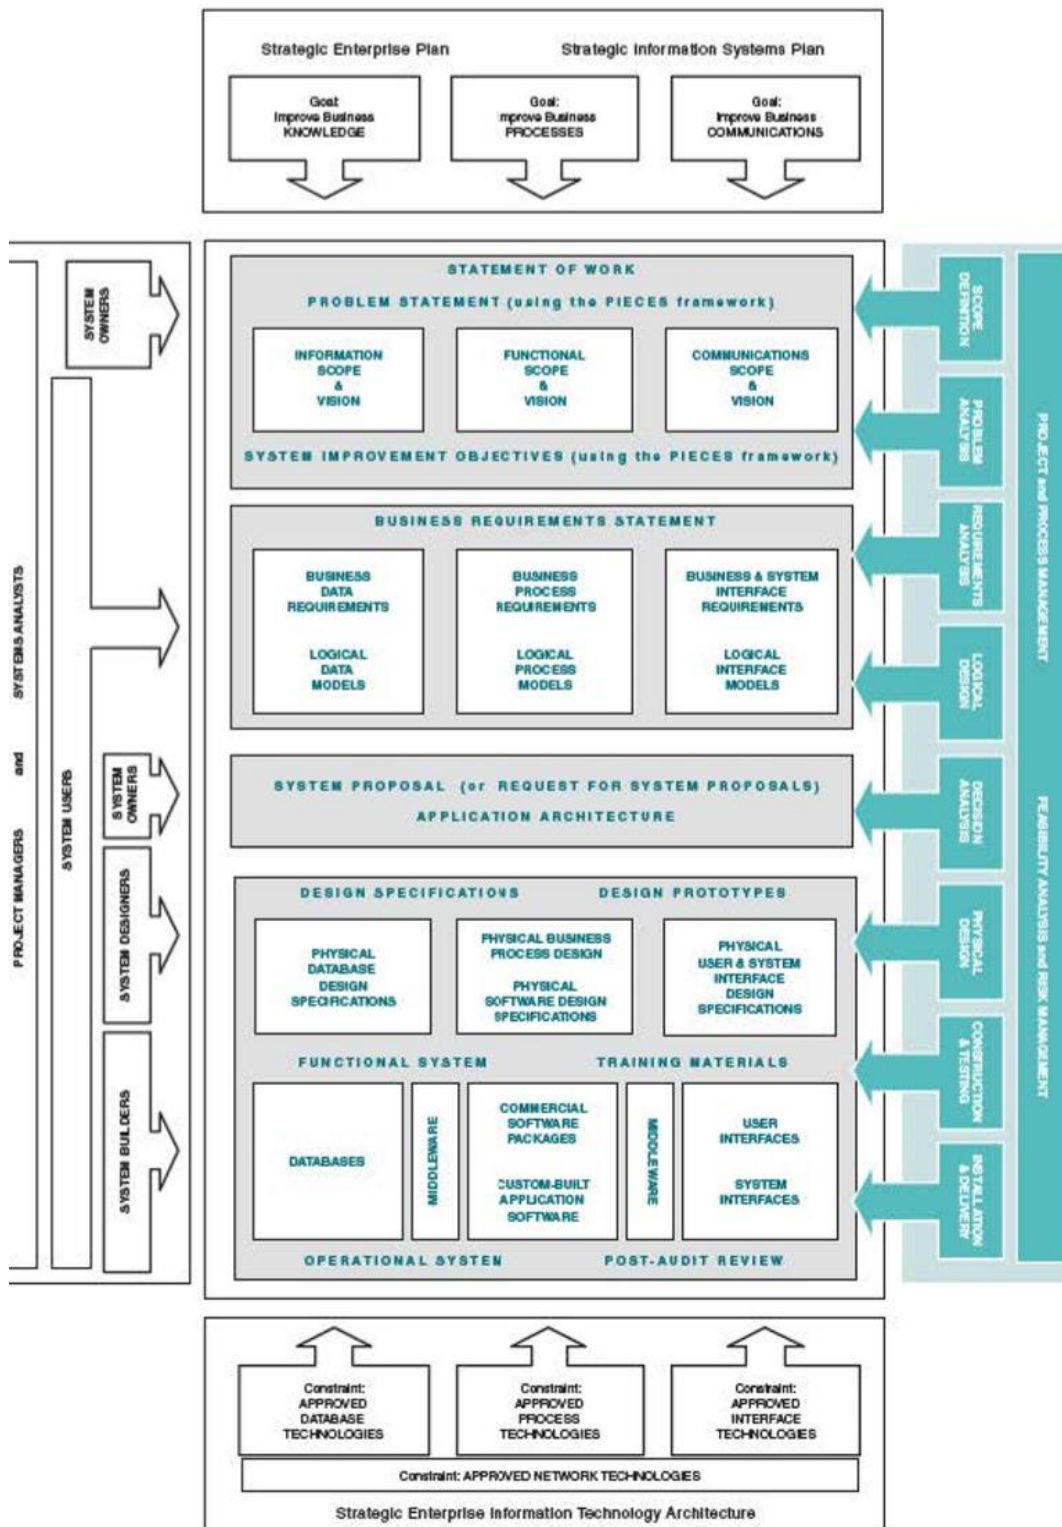 Strategic Enterprise Plan
Strategic Information Systems Plan
Goal:
Improve Business
KNOWLEDGE
Goal:
mprove Business
PROCESSES
Goal:
Improve Business
COMMUNICATIONS
SYSTEM
OWNERS
SYSTEMS ANALYSTS
and
PROJECT MANAGERS
SYSTEM USERS
SYSTEM
OWNERS
SYSTEM DESIGNERS
SYSTEM BUILDERS
STATEMENT OF WORK
PROBLEM STATEMENT (using the PIECES framework)
INFORMATION
SCOPE
&
VISION
FUNCTIONAL
SCOPE
&
VISION
COMMUNICATIONS
SCOPE
&
VISION
SYSTEM IMPROVEMENT OBJECTIVES (using the PIECES framework)
BUSINESS REQUIREMENTS STATEMENT
BUSINESS
DATA
REQUIREMENTS
LOGICAL
DATA
MODELS
BUSINESS
PROCESS
REQUIREMENTS
LOGICAL
PROCESS
MODELS
BUSINESS & SYSTEM
INTERFACE
REQUIREMENTS
LOGICAL
INTERFACE
MODELS
SYSTEM PROPOSAL (or REQUEST FOR SYSTEM PROPOSALS)
APPLICATION ARCHITECTURE
DESIGN SPECIFICATIONS
DESIGN PROTOTYPES
PHYSICAL
DATABASE
DESIGN
SPECIFICATIONS
PHYSICAL BUSINESS
PROCESS DESIGN
PHYSICAL
SOFTWARE DESIGN
SPECIFICATIONS
PHYSICAL
USER & SYSTEM
INTERFACE
DESIGN
SPECIFICATIONS
FUNCTIONAL SYSTEM
TRAINING MATERIALS
DATABASES
MIDDLEWARE
COMMERCIAL
SOFTWARE
PACKAGES
CUSTOM-BUILT
APPLICATION
SOFTWARE
MIDDLEWARE
USER
INTERFACES
SYSTEM
INTERFACES
OPERATIONAL SYSTEM
POST-AUDIT REVIEW
SCOPE
DEFINITION
PROBLEM
ANALYSIS
REQUIREMENTS
ANALYSIS
LOGICAL
DESIGN
DECISION
ANALYSIS
PHYSICAL
DESIGN
CONSTRUCTION
& TESTING
INSTALLATION
& DELIVERY
PROJECT and PROCESS MANAGEMENT
FEASIBILITY ANALYSIS and RISK MANAGEMENT
Constraint:
APPROVED
DATABASE
TECHNOLOGIES
Constraint:
APPROVED
PROCESS
TECHNOLOGIES
Constraint:
APPROVED
INTERFACE
TECHNOLOGIES
Constraint: APPROVED NETWORK TECHNOLOGIES
Strategic Enterprise Information Technology Architecture